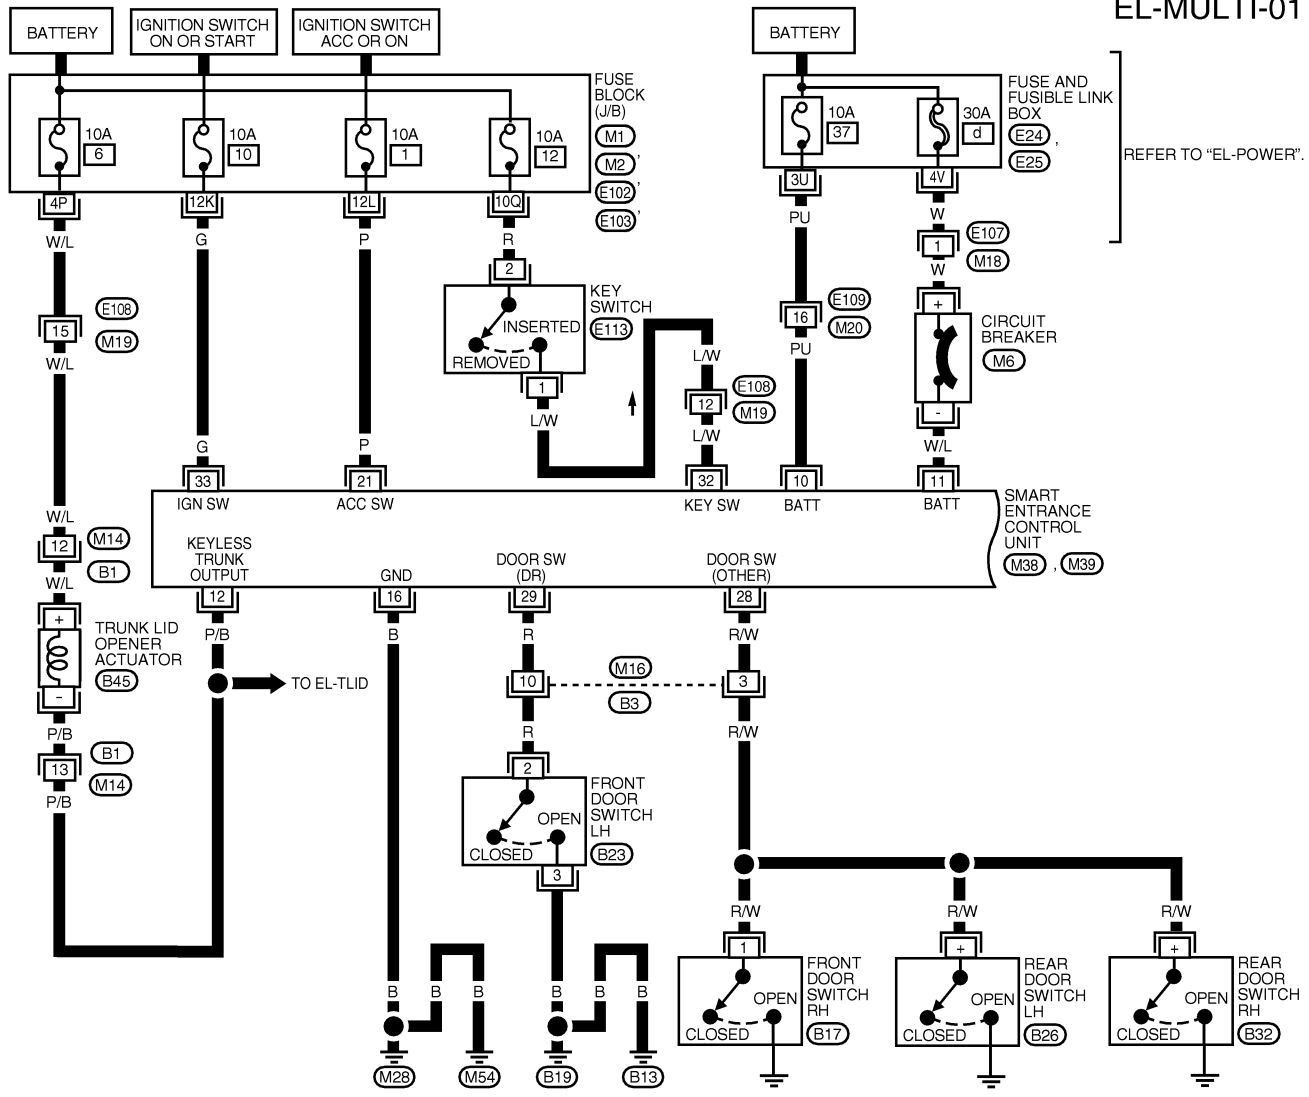 EL-MULTI-01
BATTERY
IGNITION SWITCH
ON OR START
IGNITION SWITCH
ACC OR ON
BATTERY
10A
6
10A
10
10A
1
10A
12
FUSE
BLOCK
(J/B)
M1
M2 ,
E102 ,
E103 ,
10A
37
30A
d
FUSE AND
FUSIBLE LINK
BOX
E24 ,
E25
REFER TO “EL-POWER”.
4P
12K
12L
10Q
3U
4V
W/L
G
P
R
PU
W
1
E107
M18
W
2
KEY
SWITCH
E113
INSERTED
REMOVED
1
L/W
15
E108
M19
W/L
L/W
12
E108
M19
L/W
16
E109
M20
PU
+
CIRCUIT
BREAKER
M6
-
W/L
G
P
33
21
32
10
11
IGN SW
ACC SW
KEY SW
BATT
BATT
SMART
ENTRANCE
CONTROL
UNIT
M38 , M39
W/L
12
M14
B1
W/L
KEYLESS
TRUNK
OUTPUT
GND
DOOR SW
(DR)
DOOR SW
(OTHER)
12
16
29
28
P/B
B
R
R/W
+
TRUNK LID
OPENER
ACTUATOR
B45
-
TO EL-TLID
10
M16
B3
3
P/B
R
R/W
13
B1
M14
P/B
2
FRONT
DOOR
SWITCH
LH
B23
OPEN
CLOSED
3
R/W
R/W
R/W
1
+
+
B
B
B
B
B
B
FRONT
DOOR
SWITCH
RH
B17
OPEN
CLOSED
REAR
DOOR
SWITCH
LH
B26
OPEN
CLOSED
REAR
DOOR
SWITCH
RH
B32
OPEN
CLOSED
M28
M54
B19
B13